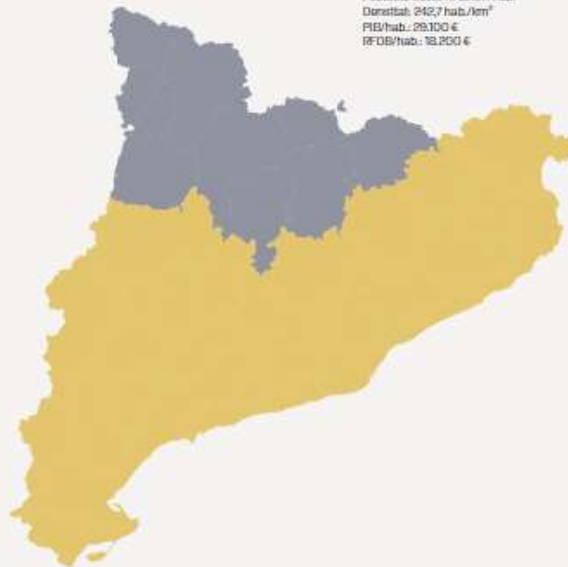 Densitat: 242,7 hab./km²
PIB/hab.: 29.100 €
RFDB/hab.: 18.200 €